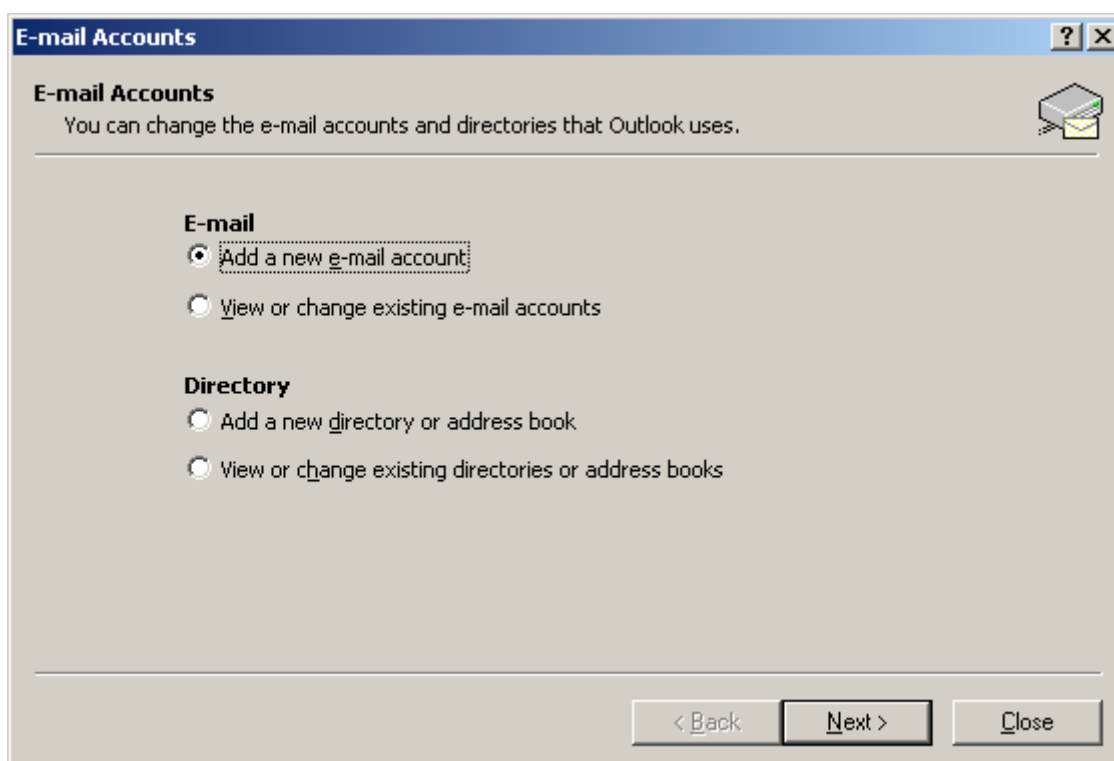 E-mail Accounts
E-mail Accounts
You can change the e-mail accounts and directories that Outlook uses.
E-mail
Add a new e-mail account
View or change existing e-mail accounts
Directory
Add a new directory or address book
View or change existing directories or address books
< Back Next > Close